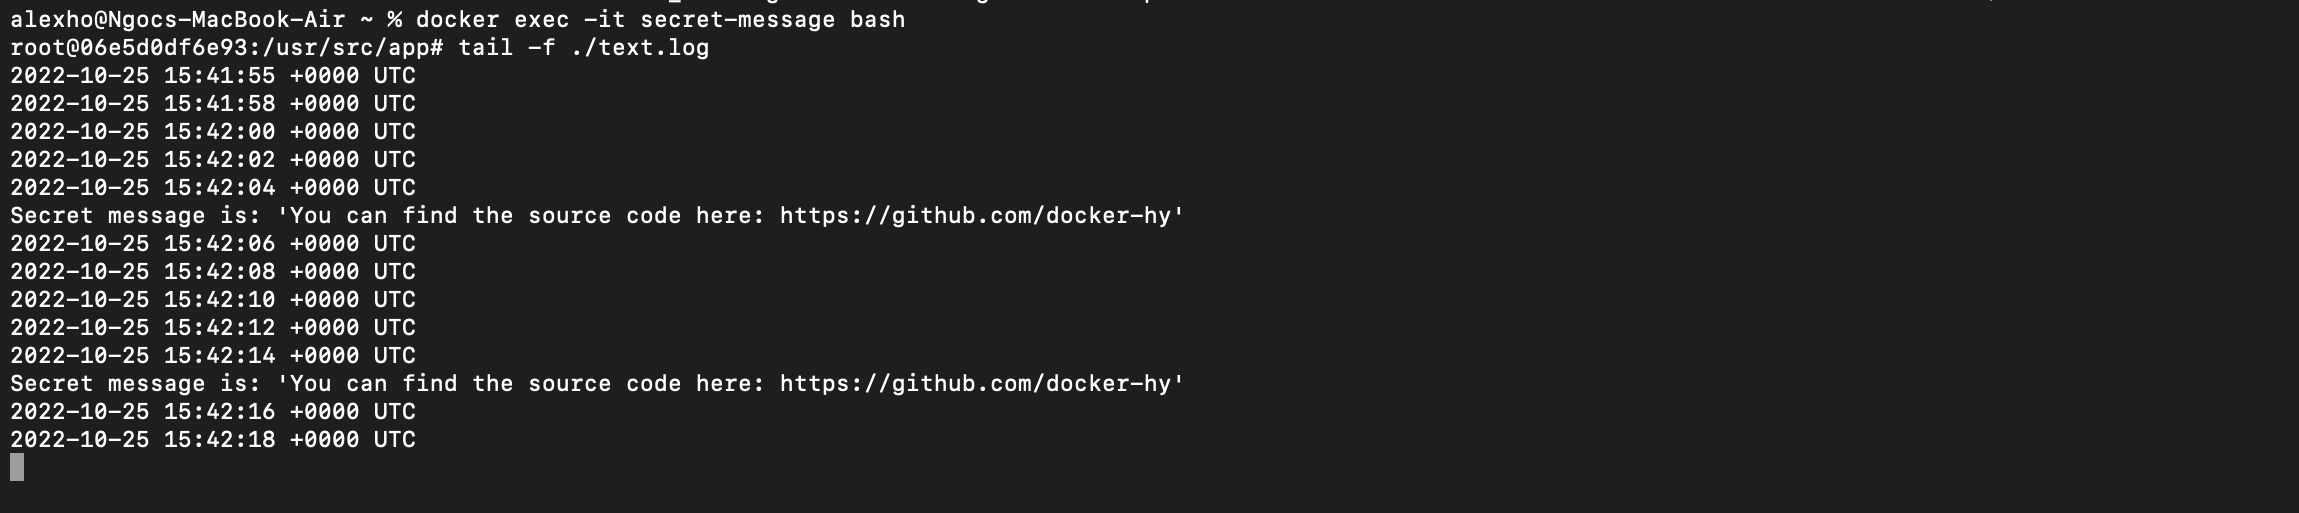 alexho@Ngocs-MacBook-Air ~ % docker exec -it secret-message bash
root@06e5d0df6e93:/usr/src/app# tail -f ./text.log
2022-10-25 15:41:55 +0000 UTC
2022-10-25 15:41:58 +0000 UTC
2022-10-25 15:42:00 +0000 UTC
2022-10-25 15:42:02 +0000 UTC
2022-10-25 15:42:04 +0000 UTC
Secret message is: 'You can find the source code here: https://github.com/docker-hy'
2022-10-25 15:42:06 +0000 UTC
2022-10-25 15:42:08 +0000 UTC
2022-10-25 15:42:10 +0000 UTC
2022-10-25 15:42:12 +0000 UTC
2022-10-25 15:42:14 +0000 UTC
Secret message is: 'You can find the source code here: https://github.com/docker-hy'
2022-10-25 15:42:16 +0000 UTC
2022-10-25 15:42:18 +0000 UTC